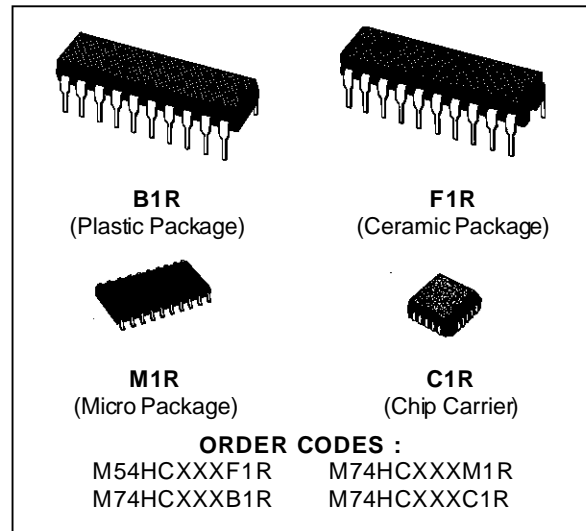 B1R
(Plastic Package)
F1R
(Ceramic Package)
M1R
(Micro Package)
C1R
(Chip Carrier)
ORDER CODES :
M54HCXXXF1R M74HCXXXM1R
M74HCXXXB1R M74HCXXXC1R